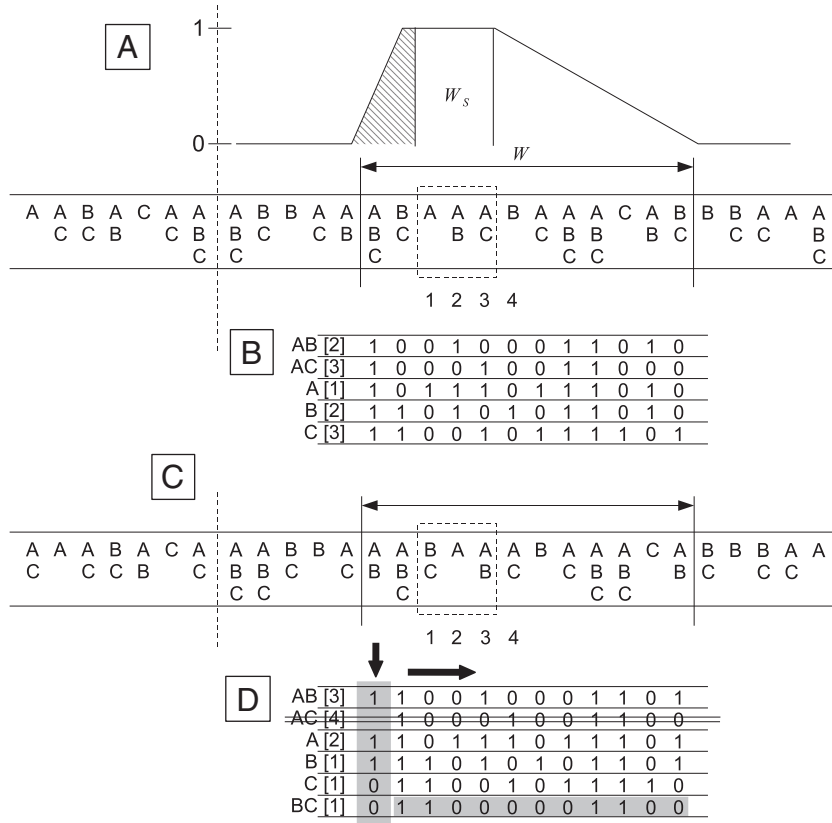 A
1
W_S
0
W
A A B A C A A A B B A A A B A A A B A A A C A B B B A A A
C C B C B B C C B B C B C C B B B C C C B
C C C C C C
1 2 3 4
B
AB [2] 1 0 0 1 0 0 0 1 1 0 1 0
AC [3] 1 0 0 0 1 0 0 1 1 0 0 0
A [1] 1 0 1 1 1 0 1 1 1 0 1 0
B [2] 1 1 0 1 0 1 0 1 1 0 1 0
C [3] 1 1 0 0 1 0 1 1 1 1 0 1
C
A A A B A C A A A B B A A A B A A A B A A A C A B B B A A
C C C B C B B C C B B C B C C B B B C C C
C C C C C
1 2 3 4
D
AB [3] 1 1 0 0 1 0 0 0 1 1 0 1
AC [4] 1 0 0 0 1 0 0 1 1 0 0
A [2] 1 1 0 1 1 1 0 1 1 1 0 1
B [1] 1 1 1 0 1 0 1 0 1 1 0 1
C [1] 0 1 1 0 0 1 0 1 1 1 1 0
BC [1] 0 1 1 0 0 0 0 0 1 1 0 0